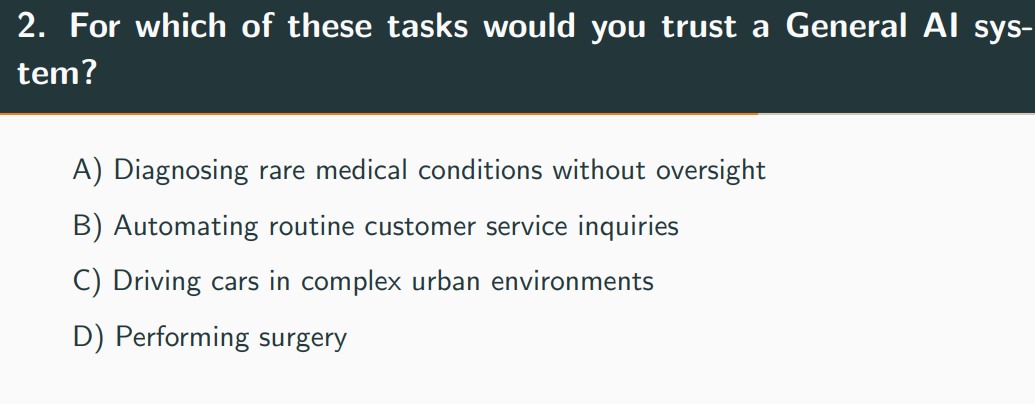 2. For which of these tasks would you trust a General AI sys-
tem?
A) Diagnosing rare medical conditions without oversight
B) Automating routine customer service inquiries
C) Driving cars in complex urban environments
D) Performing surgery